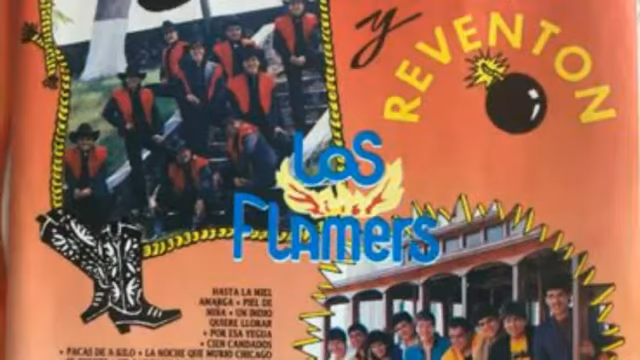 y
REVENTON
Los
Flamers
HASTA LA MIEL
AMARGA • PIEL DE
NIÑA • UN INDIO
QUIERE LLORAR
• POR ESA YEGUA
• CIEN CANDADOS
• PACAS DE A KILO • LA NOCHE QUE MURIO CHICAGO